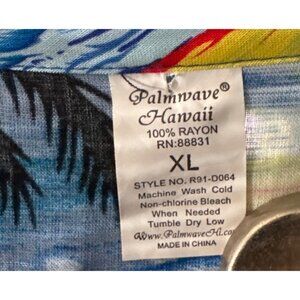 Palmwave®
Hawaii
100% RAYON
RN:88831
XL
STYLE NO. R91-D064
Machine Wash Cold
Non-chlorine Bleach
When Needed
Tumble Dry Low
www.PalmwaveHi.com
MADE IN CHINA